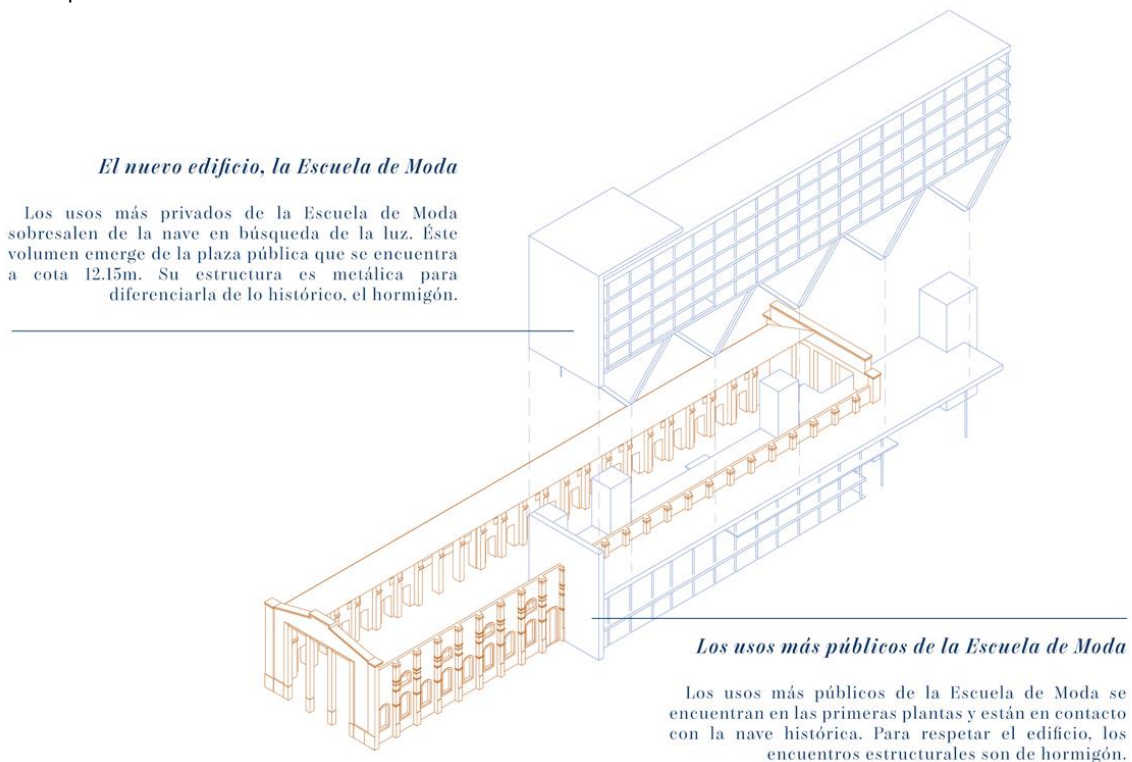 El nuevo edificio, la Escuela de Moda
Los usos más privados de la Escuela de Moda
sobresalen de la nave en búsqueda de la luz. Éste
volumen emerge de la plaza pública que se encuentra
a cota 12.15m. Su estructura es metálica para
diferenciarla de lo histórico, el hormigón.
Los usos más públicos de la Escuela de Moda
Los usos más públicos de la Escuela de Moda se
encuentran en las primeras plantas y están en contacto
con la nave histórica. Para respetar el edificio, los
encuentros estructurales son de hormigón.